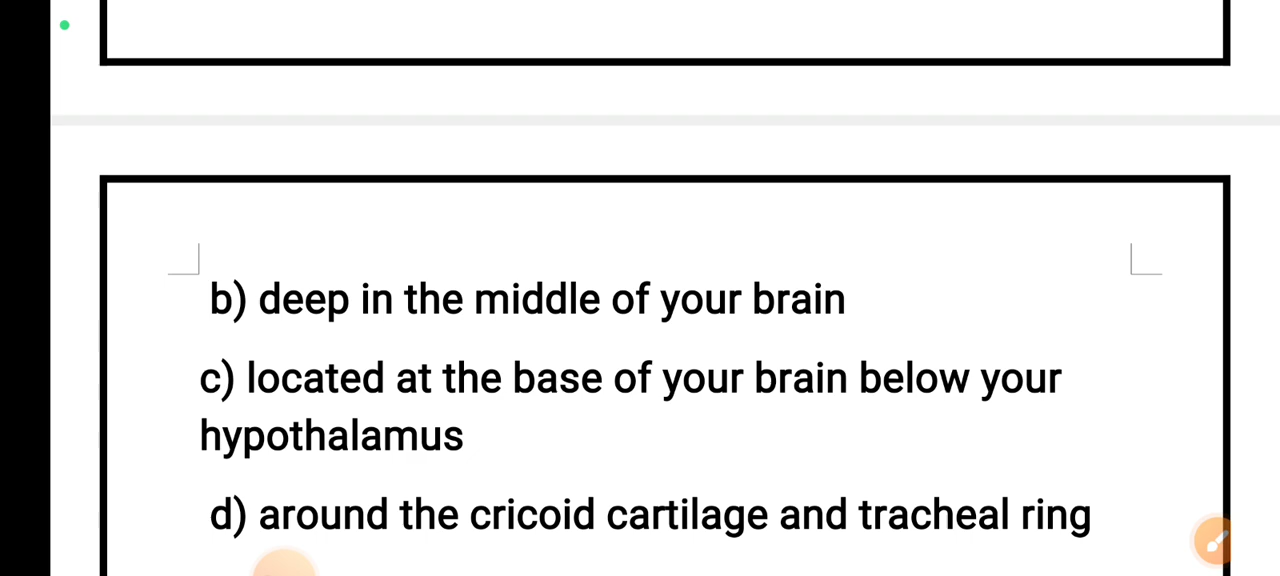 b) deep in the middle of your brain
c) located at the base of your brain below your
hypothalamus
d) around the cricoid cartilage and tracheal ring